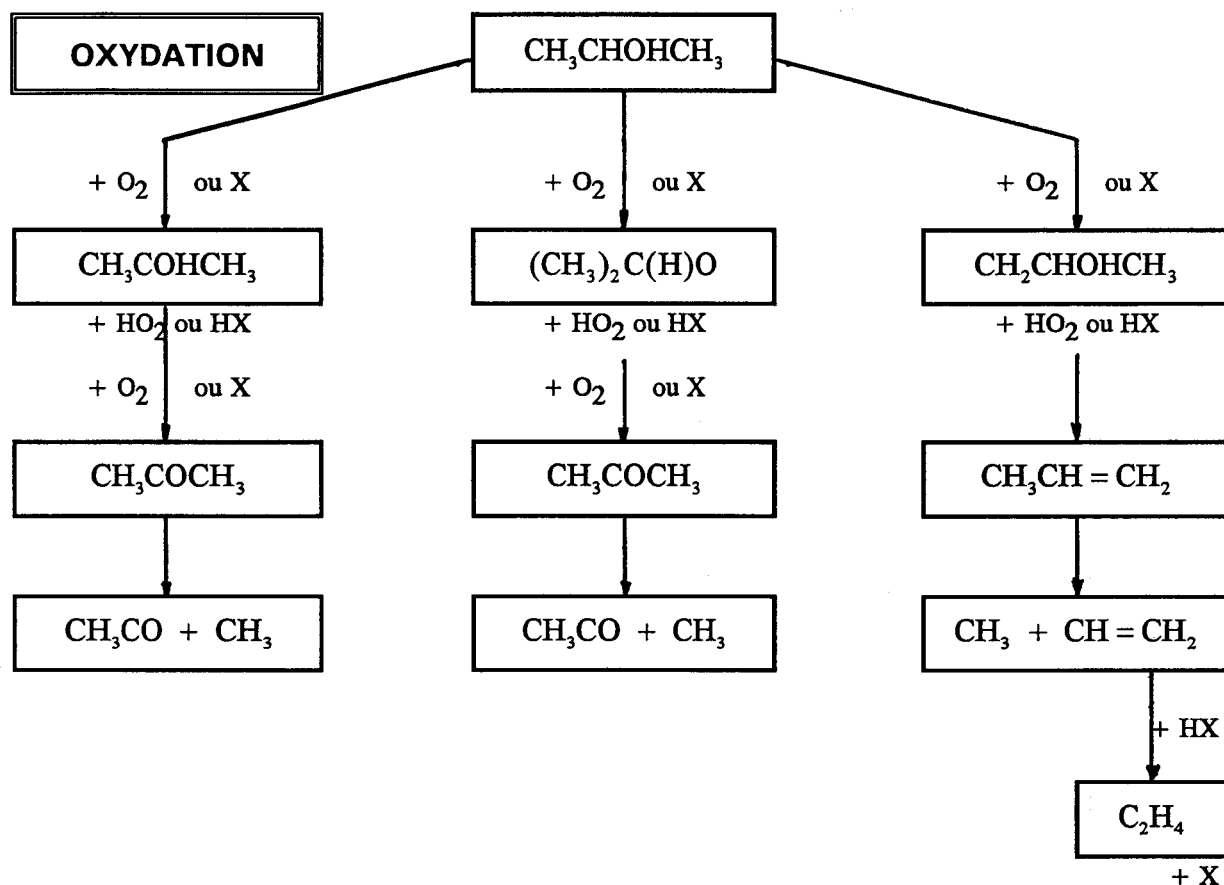 OXYDATION
CH₃CHOHCH₃
+ O₂ ou X
+ O₂ ou X
+ O₂ ou X
CH₃COHCH₃
(CH₃)₂C(H)O
CH₂CHOHCH₃
+ HO₂ ou HX
+ HO₂ ou HX
+ HO₂ ou HX
+ O₂ ou X
+ O₂ ou X
CH₃COCH₃
CH₃COCH₃
CH₃CH = CH₂
CH₃CO + CH₃
CH₃CO + CH₃
CH₃ + CH = CH₂
+ HX
C₂H₄
+ X